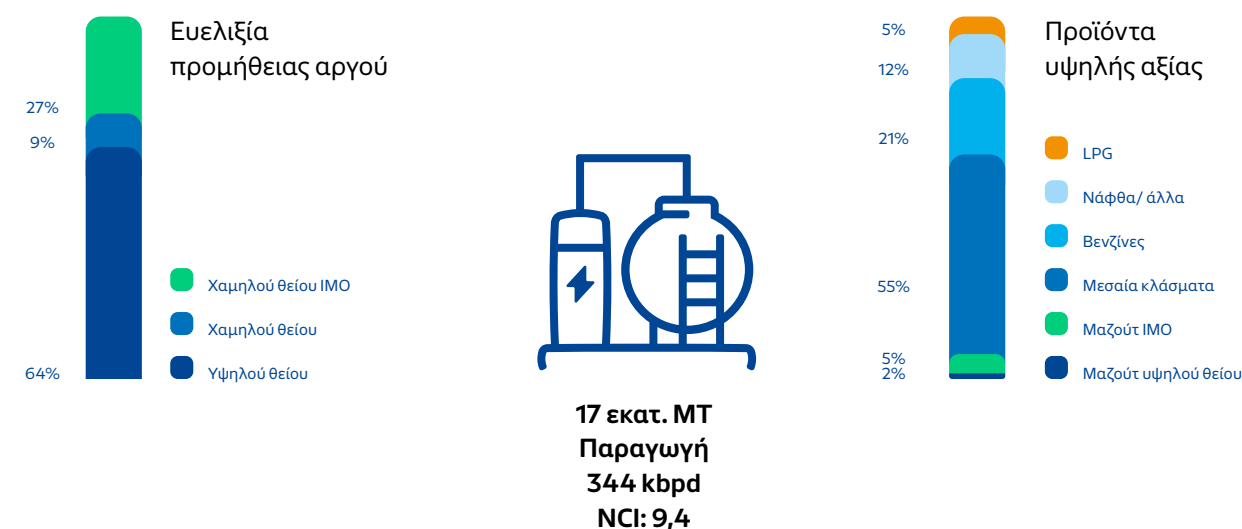 Ευελιξία
προμήθειας αργού
27%
9%
64%
Χαμηλού θείου IMO
Χαμηλού θείου
Υψηλού θείου
17 εκατ. MT
Παραγωγή
344 kbpd
NCI: 9,4
Προϊόντα
υψηλής αξίας
5%
12%
21%
55%
5%
2%
LPG
Νάφθα/ άλλα
Βενζίνες
Μεσαία κλάσματα
Μαζούτ IMO
Μαζούτ υψηλού θείου